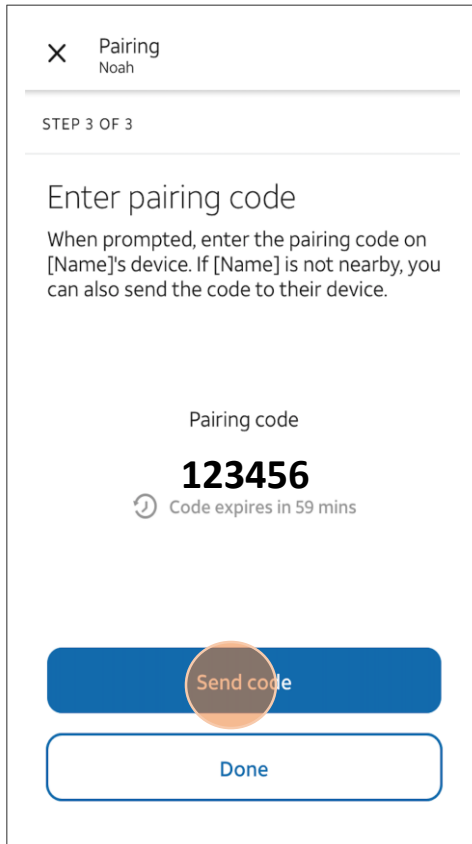 Pairing
Noah
STEP 3 OF 3
Enter pairing code
When prompted, enter the pairing code on
[Name]'s device. If [Name] is not nearby, you
can also send the code to their device.
Pairing code
123456
Code expires in 59 mins
Send code
Done